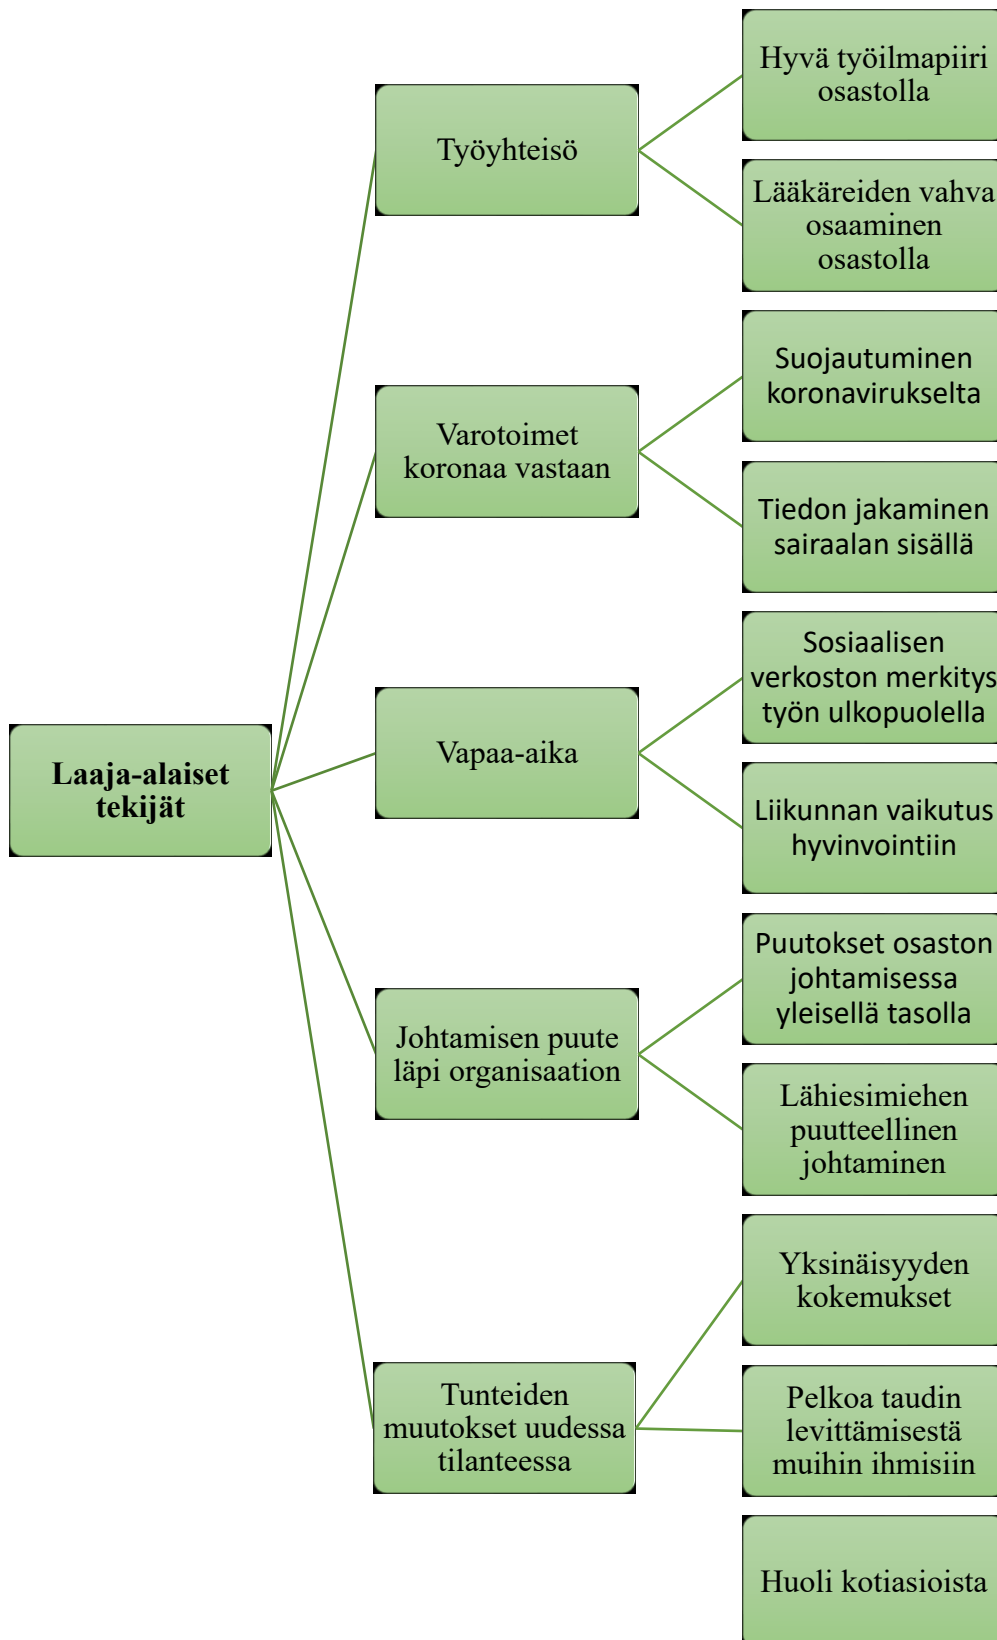 Laaja-alaiset
tekijät
Työyhteisö
Hyvä työilmapiiri
osastolla
Lääkäreiden vahva
osaaminen
osastolla
Varotoimet
koronaa vastaan
Suojautuminen
koronavirukselta
Tiedon jakaminen
sairaalan sisällä
Vapaa-aika
Sosiaalisen
verkoston merkitys
työn ulkopuolella
Liikunnan vaikutus
hyvinvointiin
Johtamisen puute
läpi organisaation
Puutokset osaston
johtamisessa
yleisellä tasolla
Lähiesimiehen
puutteellinen
johtaminen
Tunteiden
muutokset uudessa
tilanteessa
Yksinäisyyden
kokemukset
Pelkoa taudin
levittämisestä
muihin ihmisiin
Huoli kotiasioista